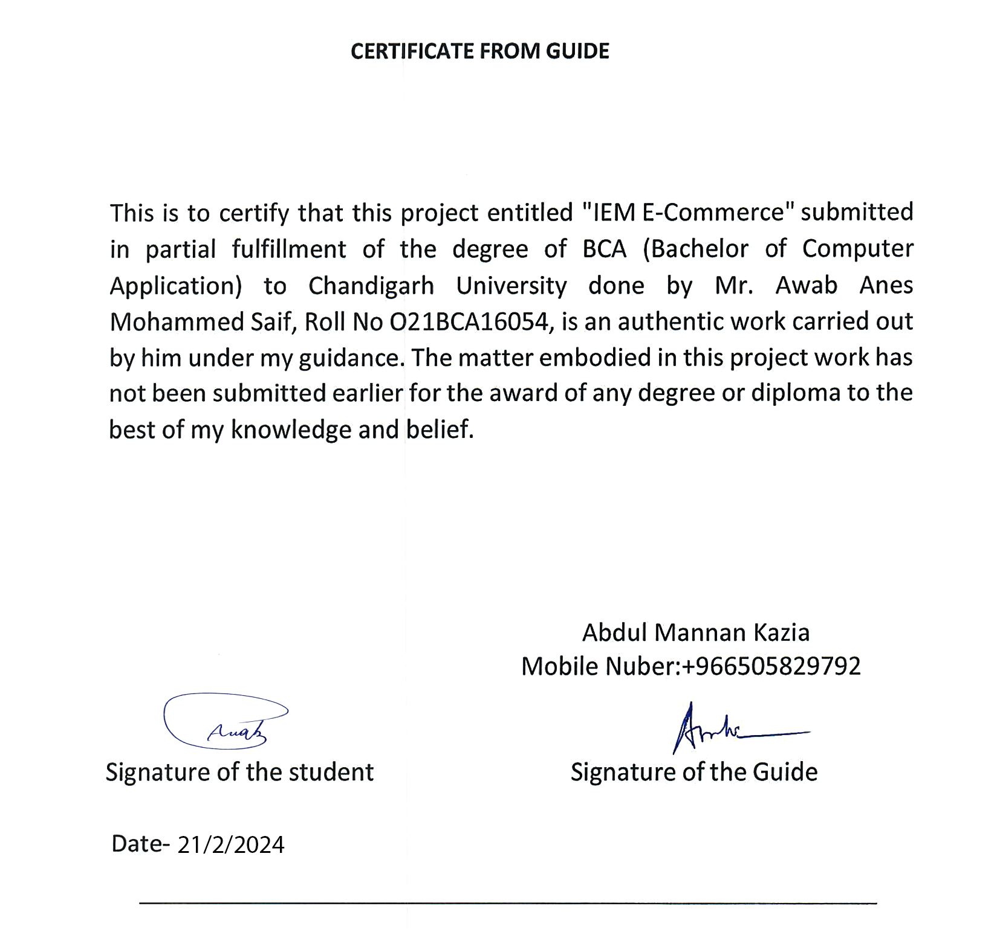 CERTIFICATE FROM GUIDE
This is to certify that this project entitled "IEM E-Commerce" submitted
in partial fulfillment of the degree of BCA (Bachelor of Computer
Application) to Chandigarh University done by Mr. Awab Anes
Mohammed Saif, Roll No O21BCA16054, is an authentic work carried out
by him under my guidance. The matter embodied in this project work has
not been submitted earlier for the award of any degree or diploma to the
best of my knowledge and belief.
Abdul Mannan Kazia
Mobile Nuber:+966505829792
Awab
Signature of the student
Signature of the Guide
Date- 21/2/2024